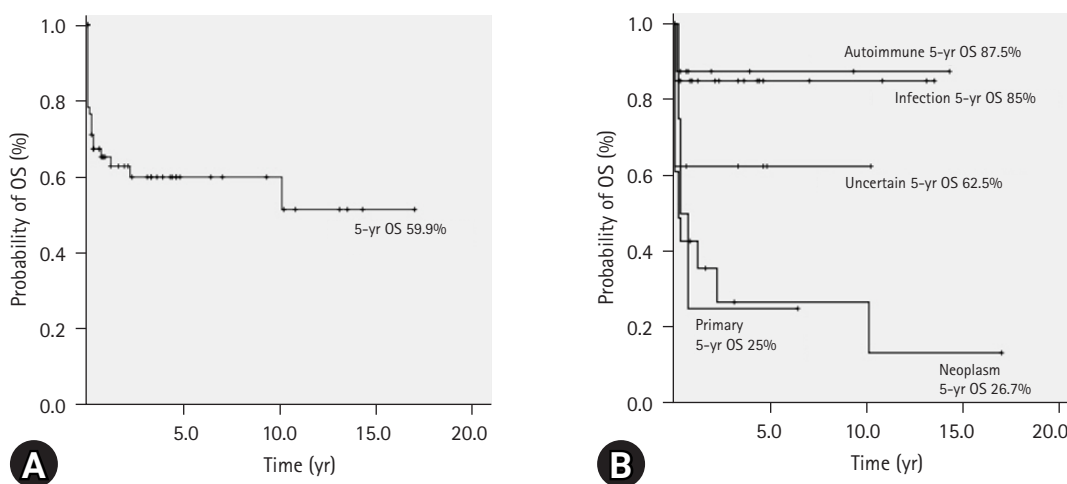 1.0
0.8
0.6
0.4
0.2
0.0
Probability of OS (%)
5-yr OS 59.9%
5.0 10.0 15.0 20.0
Time (yr)
A
1.0
0.8
0.6
0.4
0.2
0.0
Probability of OS (%)
Autoimmune 5-yr OS 87.5%
Infection 5-yr OS 85%
Uncertain 5-yr OS 62.5%
Primary
5-yr OS 25%
Neoplasm
5-yr OS 26.7%
5.0 10.0 15.0 20.0
Time (yr)
B